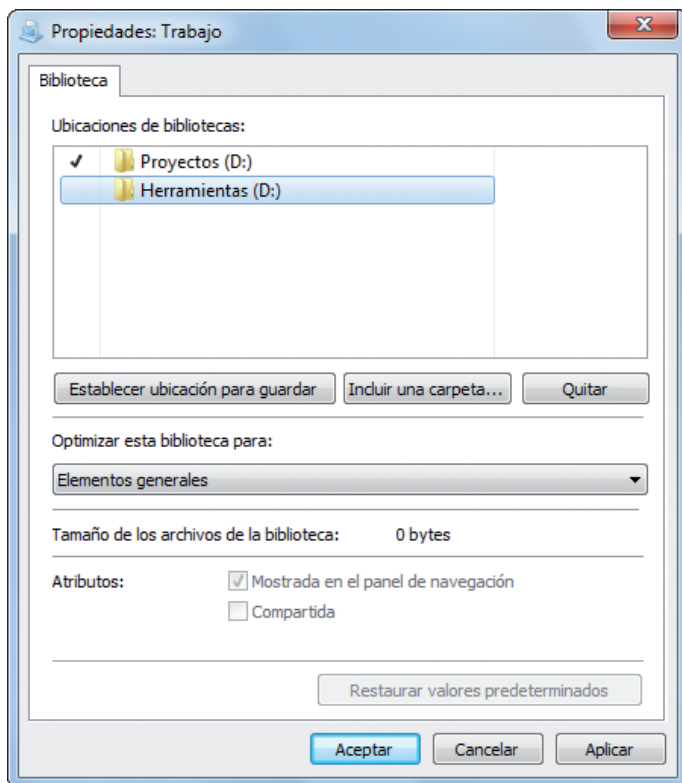 Propiedades: Trabajo
Biblioteca
Ubicaciones de bibliotecas:
Proyectos (D:)
Herramientas (D:)
Establecer ubicación para guardar Incluir una carpeta... Quitar
Optimizar esta biblioteca para:
Elementos generales
Tamaño de los archivos de la biblioteca: 0 bytes
Atributos: Mostrada en el panel de navegación
Compartida
Restaurar valores predeterminados
Aceptar Cancelar Aplicar